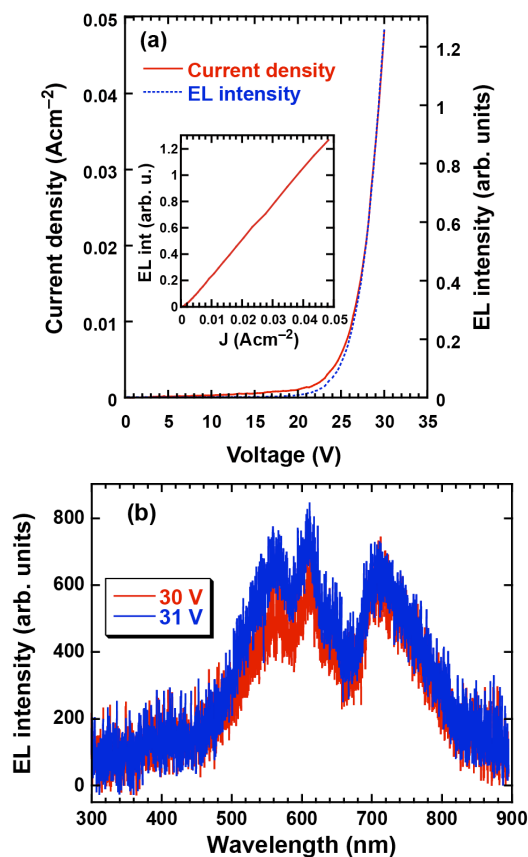 (a)
Current density
EL intensity
Current density (Acm−2)
0.05
0.04
0.03
0.02
0.01
0
EL intensity (arb. units)
1.2
1
0.8
0.6
0.4
0.2
0
EL int (arb. u.)
1.2
1
0.8
0.6
0.4
0.2
0
0 0.01 0.02 0.03 0.04 0.05
J (Acm−2)
0 5 10 15 20 25 30 35
Voltage (V)
(b)
EL intensity (arb. units)
800
600
400
200
0
30 V
31 V
300 400 500 600 700 800 900
Wavelength (nm)